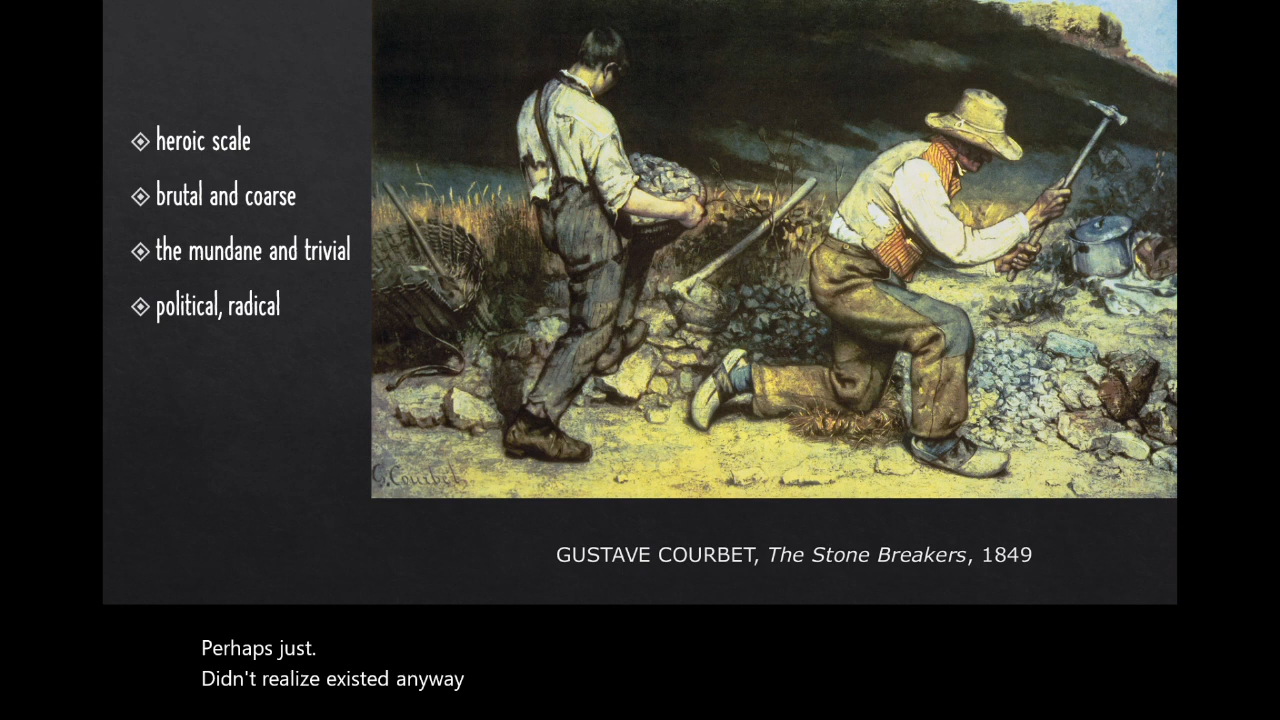 heroic scale
brutal and coarse
the mundane and trivial
political, radical
G. Courbet.
GUSTAVE COURBET, The Stone Breakers, 1849
Perhaps just.
Didn't realize existed anyway